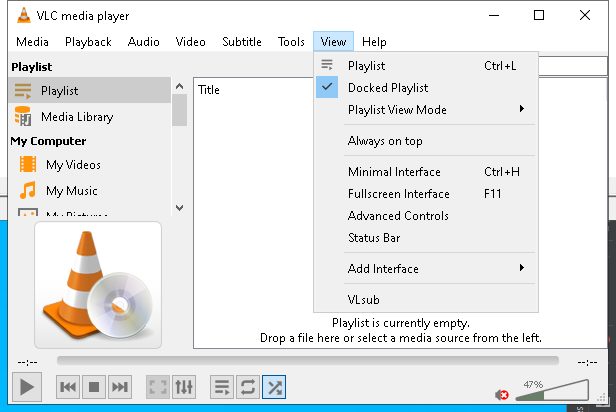 VLC media player
Media Playback Audio Video Subtitle Tools View Help
Playlist
Playlist
Media Library
My Computer
My Videos
My Music
My Pictures
Title
Playlist Ctrl+L
Docked Playlist
Playlist View Mode
Always on top
Minimal Interface Ctrl+H
Fullscreen Interface F11
Advanced Controls
Status Bar
Add Interface
VLsub
Playlist is currently empty.
Drop a file here or select a media source from the left.
--:-- --:--
47%